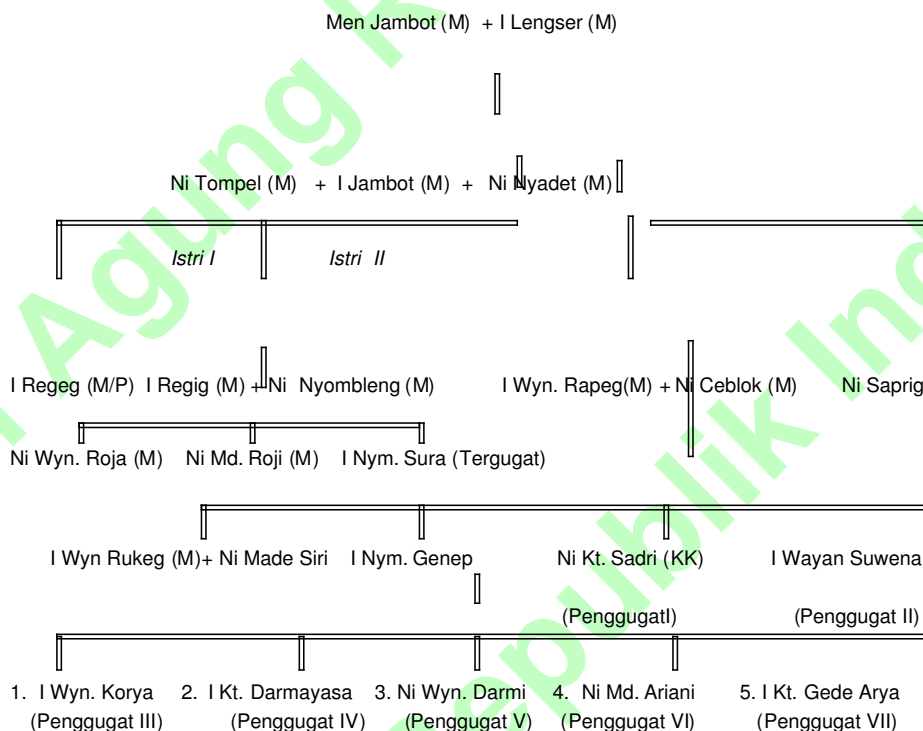 Men Jambot (M) + I Lengser (M)
Ni Tompel (M) + I Jambot (M) + Ni Nyadet (M)
Istri I Istri II
I Regeg (M/P) I Regig (M) + Ni Nyombleng (M) I Wyn. Rapeg(M) + Ni Ceblok (M) Ni Saprig
Ni Wyn. Roja (M) Ni Md. Roji (M) I Nym. Sura (Tergugat)
I Wyn Rukeg (M)+ Ni Made Siri I Nym. Genep Ni Kt. Sadri (KK) I Wayan Suwena
(PenggugatI) (Penggugat II)
1. I Wyn. Korya 2. I Kt. Darmayasa 3. Ni Wyn. Darmi 4. Ni Md. Ariani 5. I Kt. Gede Arya
(Penggugat III) (Penggugat IV) (Penggugat V) (Penggugat VI) (Penggugat VII)
Agung
Republik